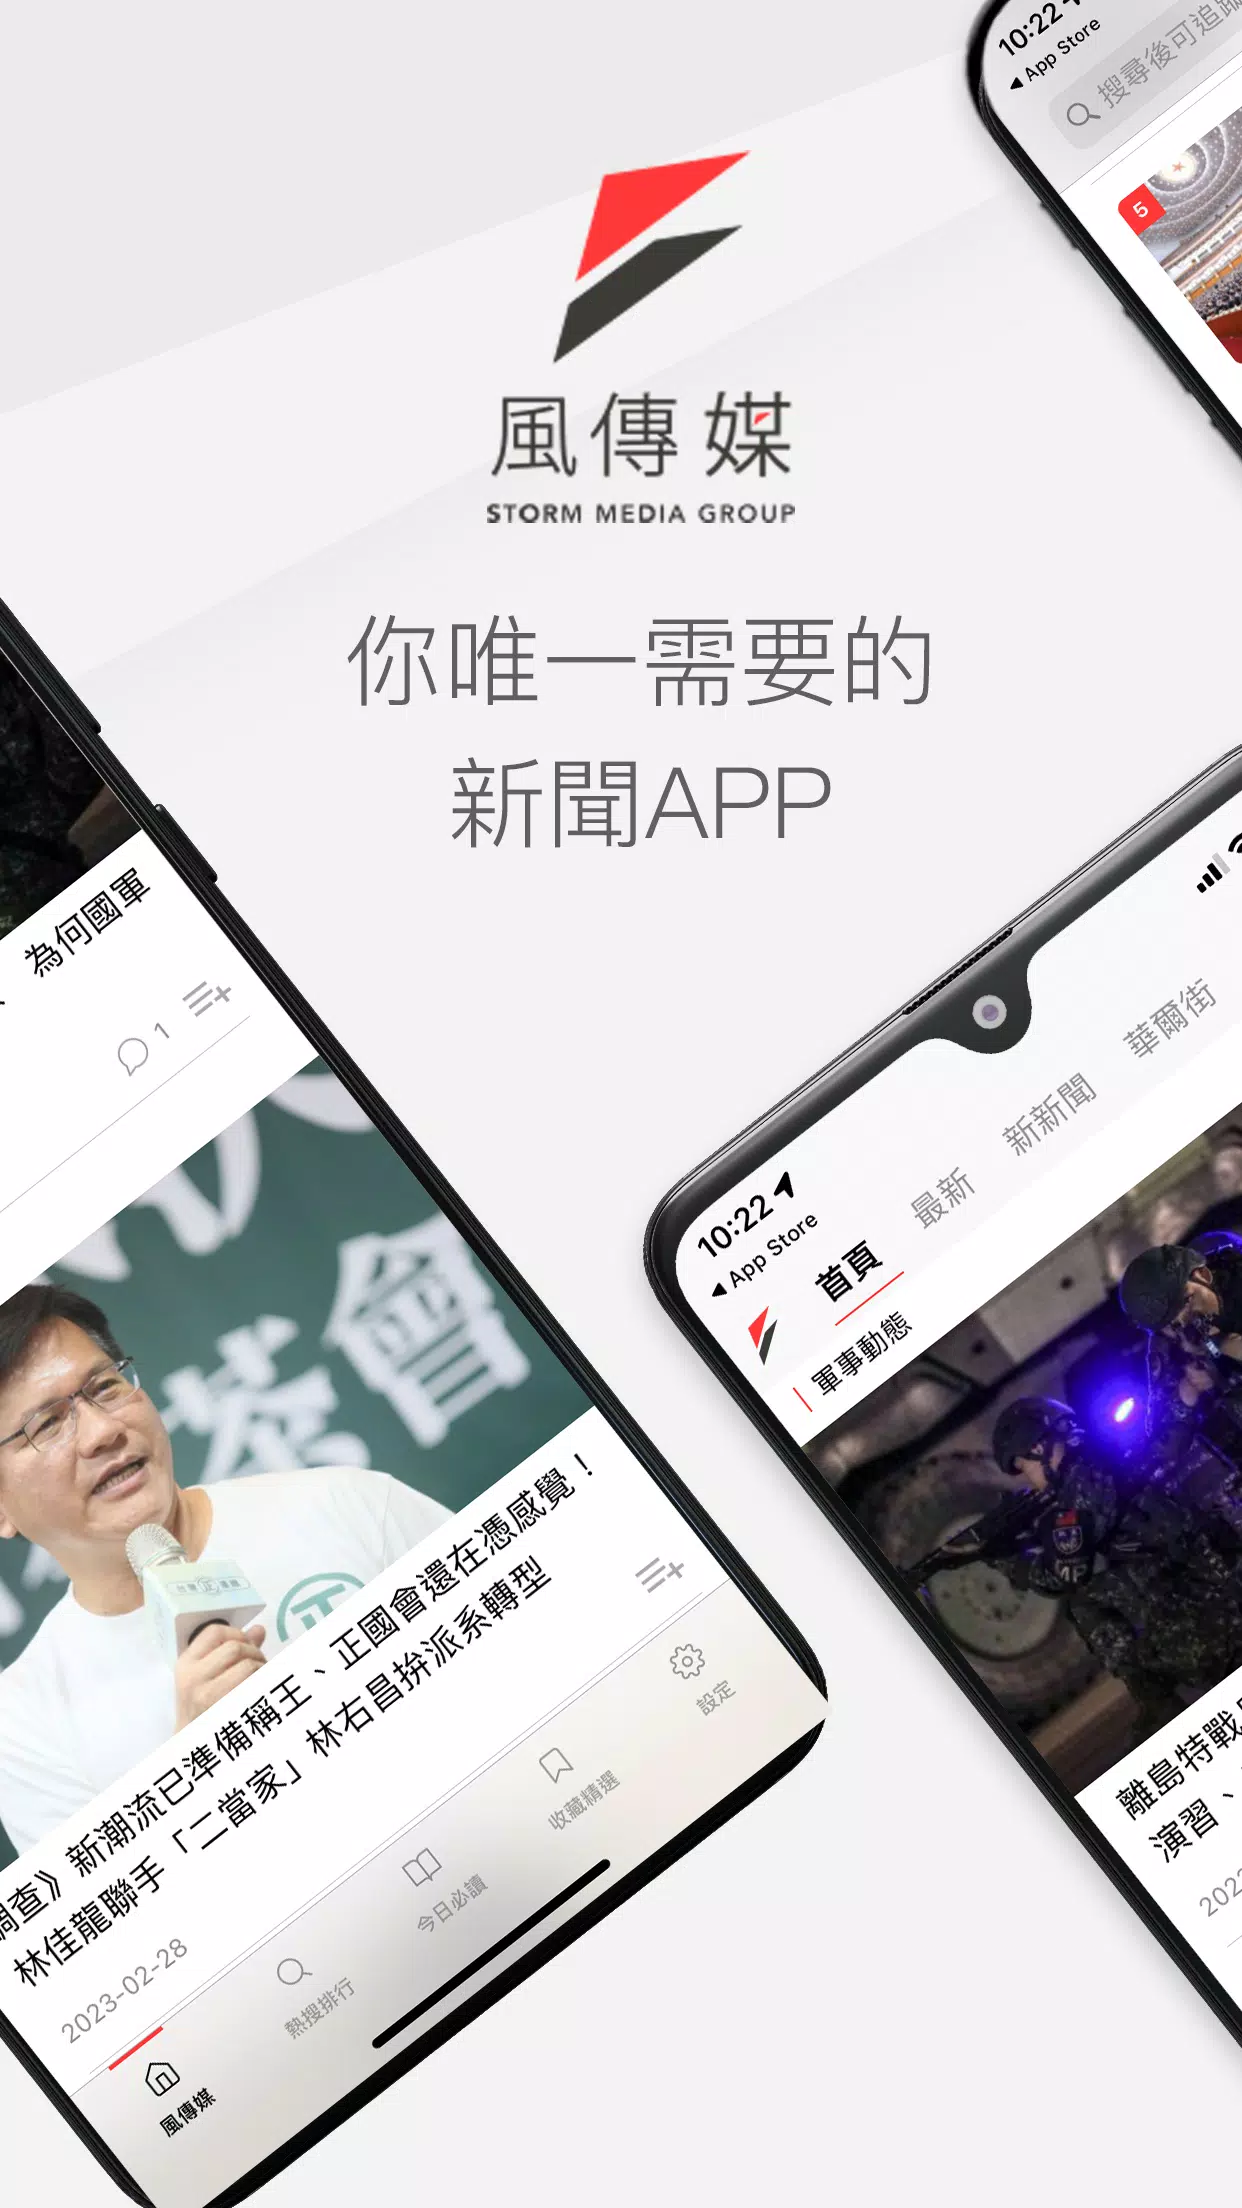 10:22
App Store
搜尋後可追蹤
5
風傳媒
STORM MEDIA GROUP
你唯一需要的
新聞APP
為何國軍
1
茶會
調查》新潮流已準備稱王、正國會還在憑感覺！
林佳龍聯手「二當家」林右昌拚派系轉型
2023-02-28
風傳媒
熱搜排行
今日必讀
收藏精選
設定
10:22
App Store
首頁
最新
新新聞
華爾街
軍事動態
MP
離島特戰
演習、
202